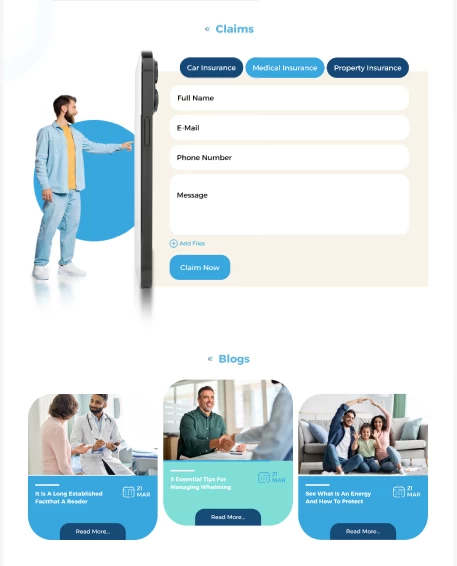 Claims
Car Insurance
Medical Insurance
Property Insurance
Full Name
E-Mail
Phone Number
Message
Add Files
Claim Now
Blogs
It Is A Long Established
Factthat A Reader
21
MAR
Read More...
5 Essential Tips For
Managing Whalming
21
MAR
Read More...
See What Is An Energy
And How To Protect
21
MAR
Read More...